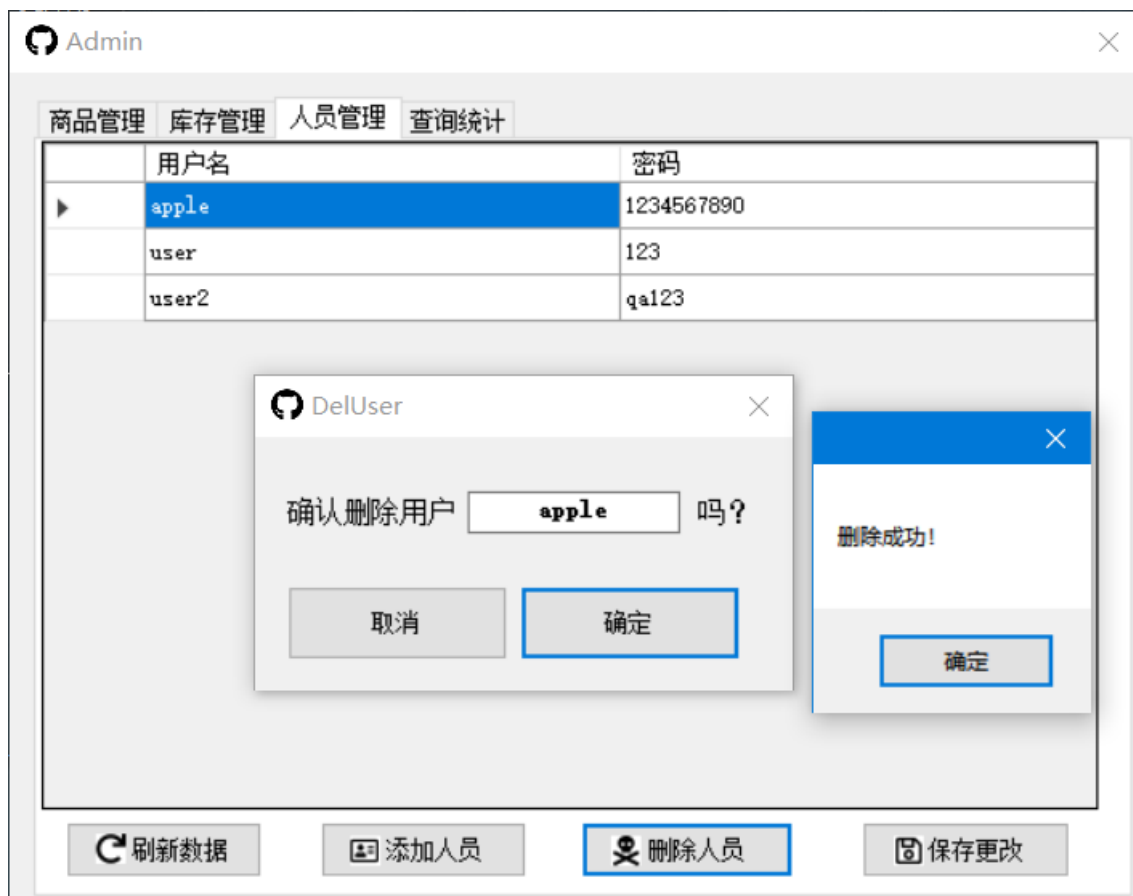 Admin
商品管理 库存管理 人员管理 查询统计
用户名 密码
apple 1234567890
user 123
user2 qa123
DelUser
确认删除用户 apple 吗?
取消 确定
删除成功!
确定
刷新数据 添加人员 删除人员 保存更改